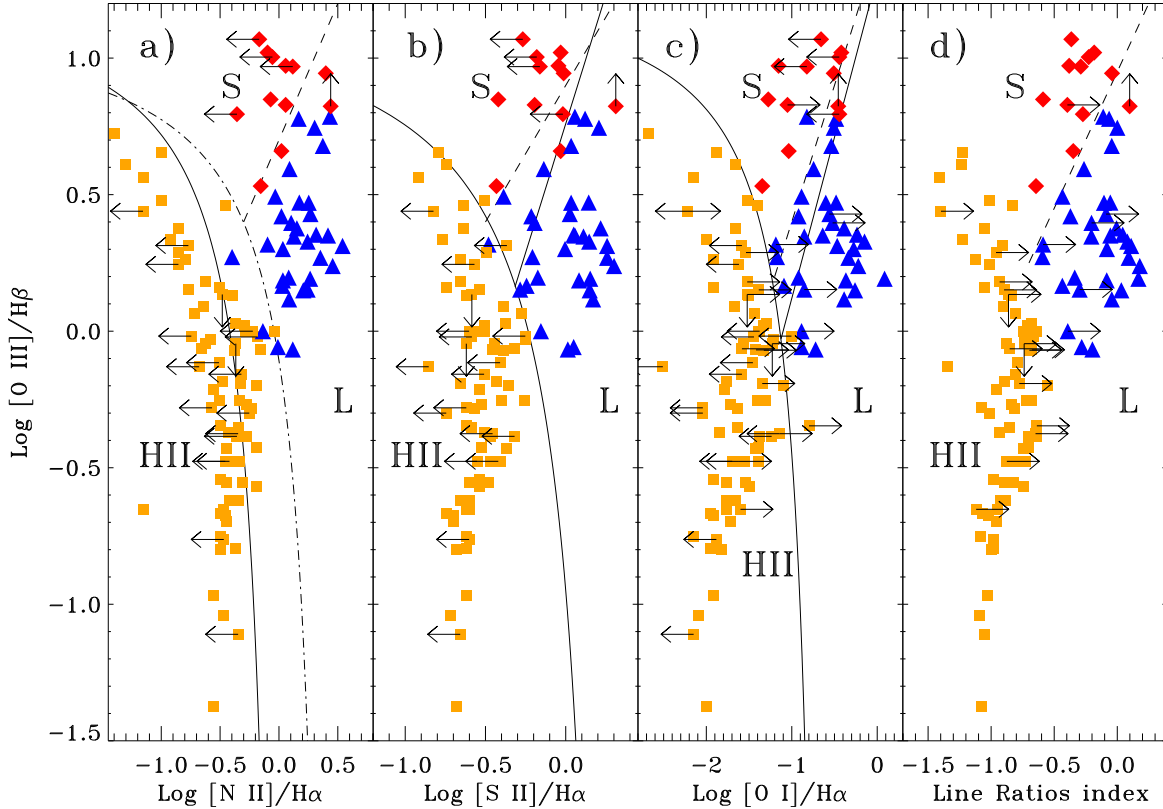 a)
b)
c)
d)
S
S
S
S
L
L
L
L
HII
HII
HII
HII
Log [O III]/Hβ
1.0
0.5
0.0
−0.5
−1.0
−1.5
−1.0 −0.5 0.0 0.5
−1.0 −0.5 0.0
−2 −1 0
−1.5 −1.0 −0.5 0.0
Log [N II]/Hα
Log [S II]/Hα
Log [O I]/Hα
Line Ratios index